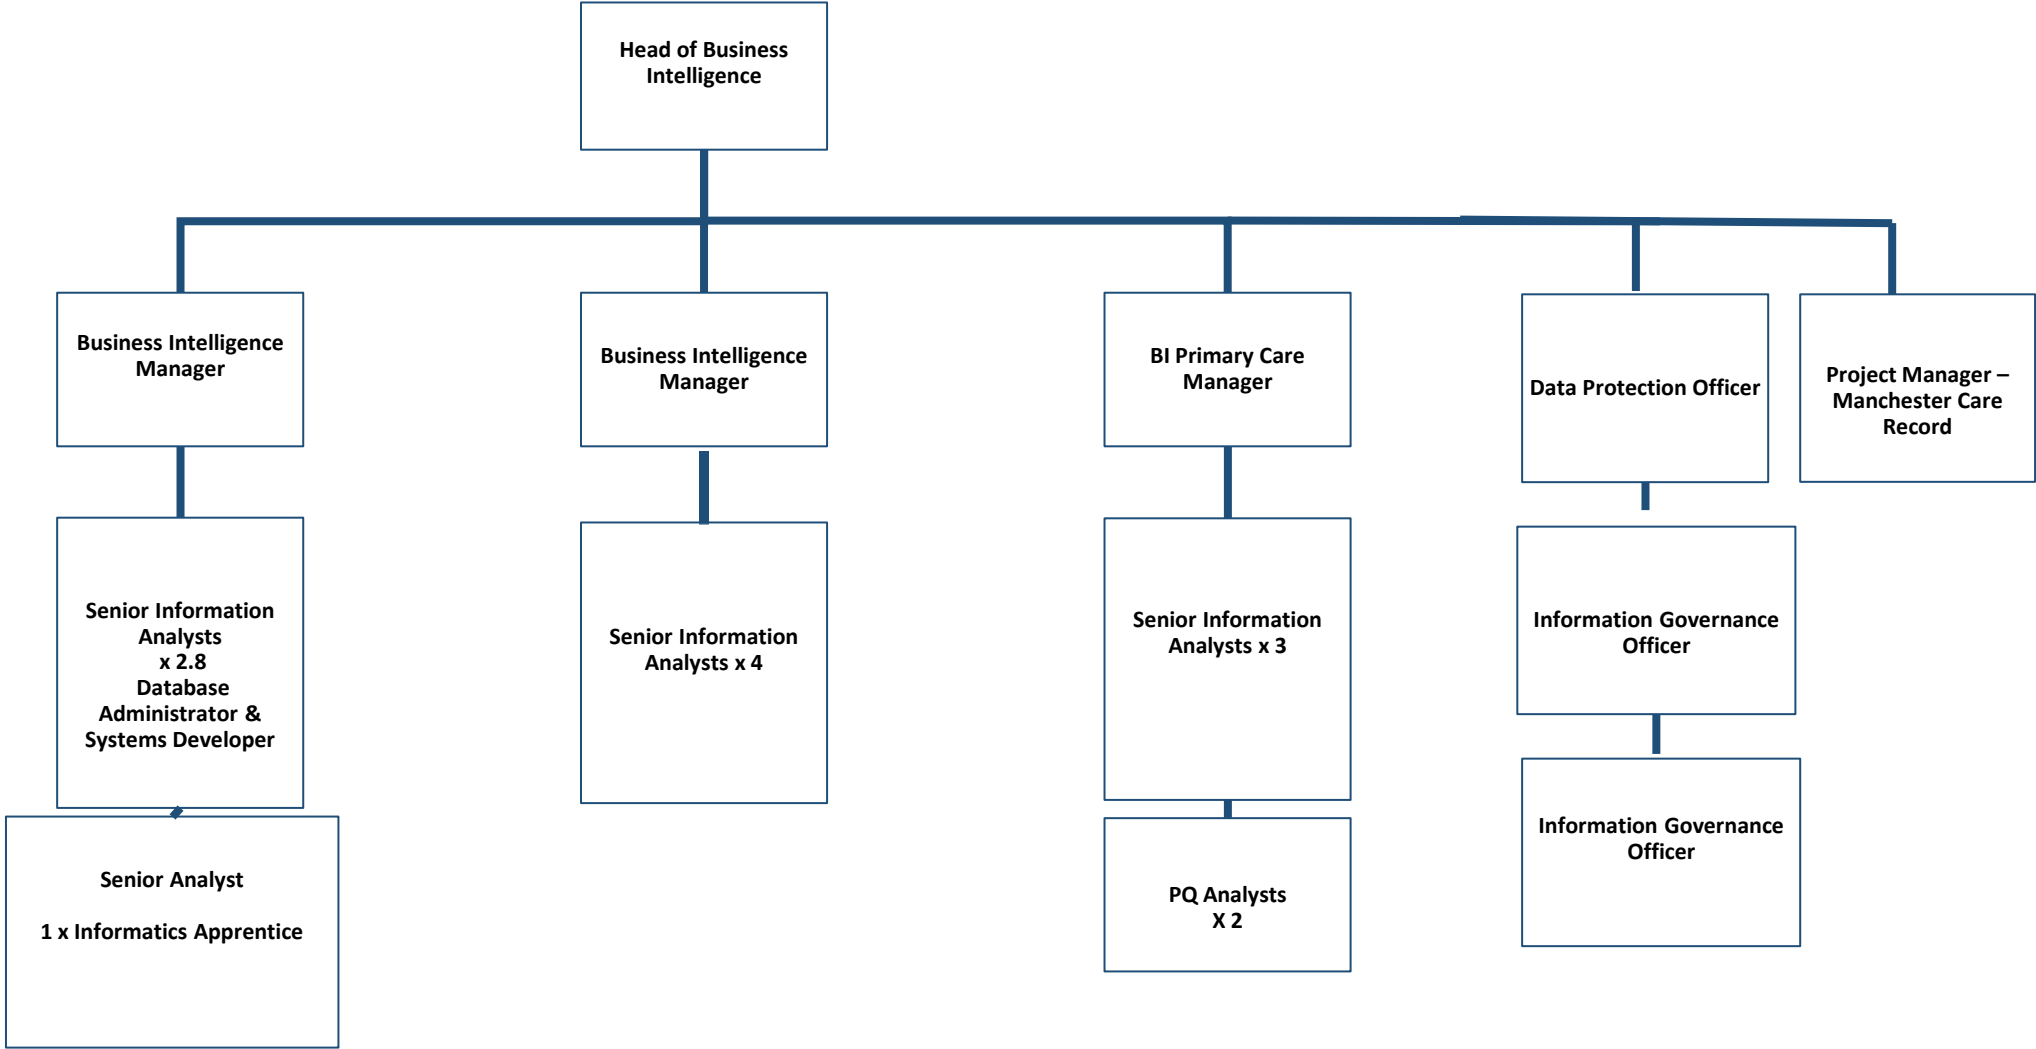 Head of Business
Intelligence
Business Intelligence
Manager
Business Intelligence
Manager
BI Primary Care
Manager
Data Protection Officer
Project Manager –
Manchester Care
Record
Senior Information
Analysts
x 2.8
Database
Administrator &
Systems Developer
Senior Information
Analysts x 4
Senior Information
Analysts x 3
Information Governance
Officer
Senior Analyst
1 x Informatics Apprentice
PQ Analysts
X 2
Information Governance
Officer